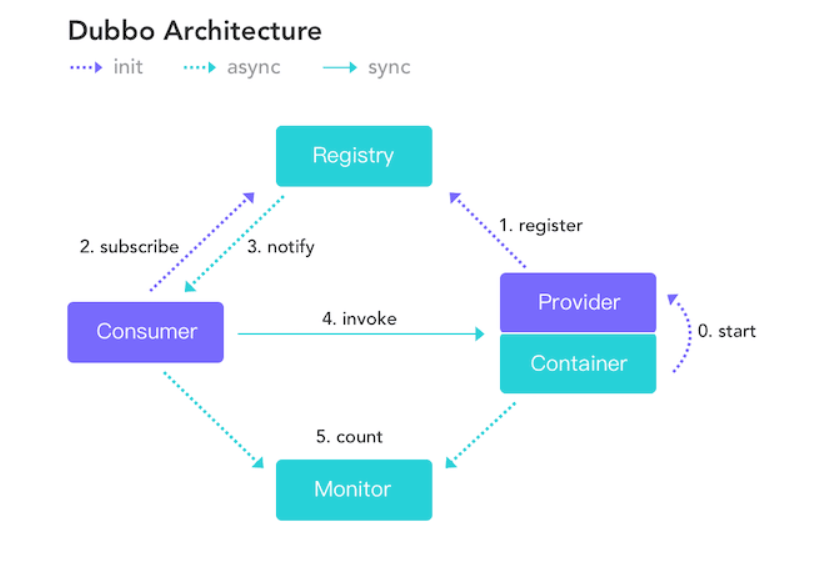 Dubbo Architecture
init async sync
Registry
1. register
2. subscribe
3. notify
Provider
Consumer
4. invoke
0. start
Container
5. count
Monitor